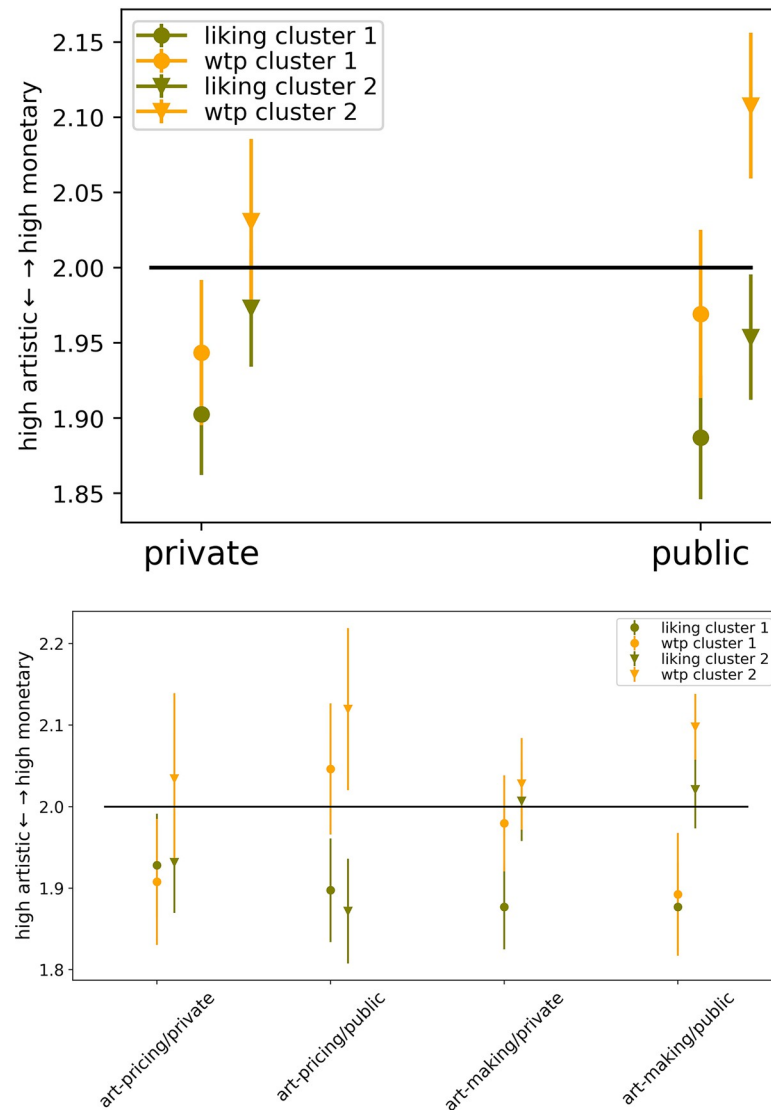 high artistic← →high monetary
2.15
2.10
2.05
2.00
1.95
1.90
1.85
liking cluster 1
wtp cluster 1
liking cluster 2
wtp cluster 2
private public
high artistic← →high monetary
2.2
2.1
2.0
1.9
1.8
liking cluster 1
wtp cluster 1
liking cluster 2
wtp cluster 2
art-pricing/private
art-pricing/public
art-making/private
art-making/public